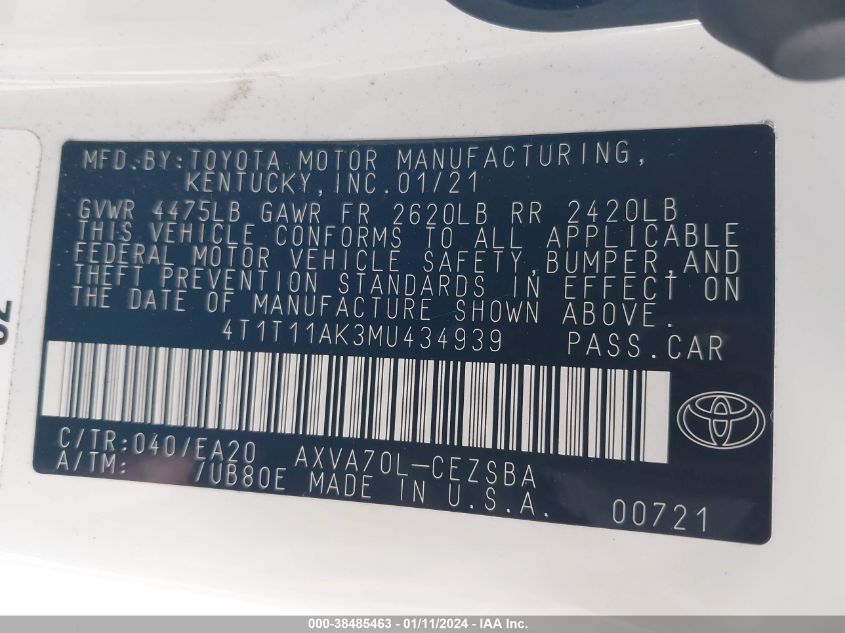 MFD.BY:TOYOTA MOTOR MANUFACTURING,
KENTUCKY,INC.01/21
GVWR 4475LB GAWR FR 2620LB RR 2420LB
THIS VEHICLE CONFORMS TO ALL APPLICABLE
FEDERAL MOTOR VEHICLE SAFETY,BUMPER,AND
THEFT PREVENTION STANDARDS IN EFFECT ON
THE DATE OF MANUFACTURE SHOWN ABOVE.
4T1T11AK3MU434939 PASS.CAR
C/TR:040/EA20 AXVA70L-CEZSBA
A/TM: /UB80E MADE IN U.S.A.
00721
000-38485463 - 01/11/2024 - IAA Inc.